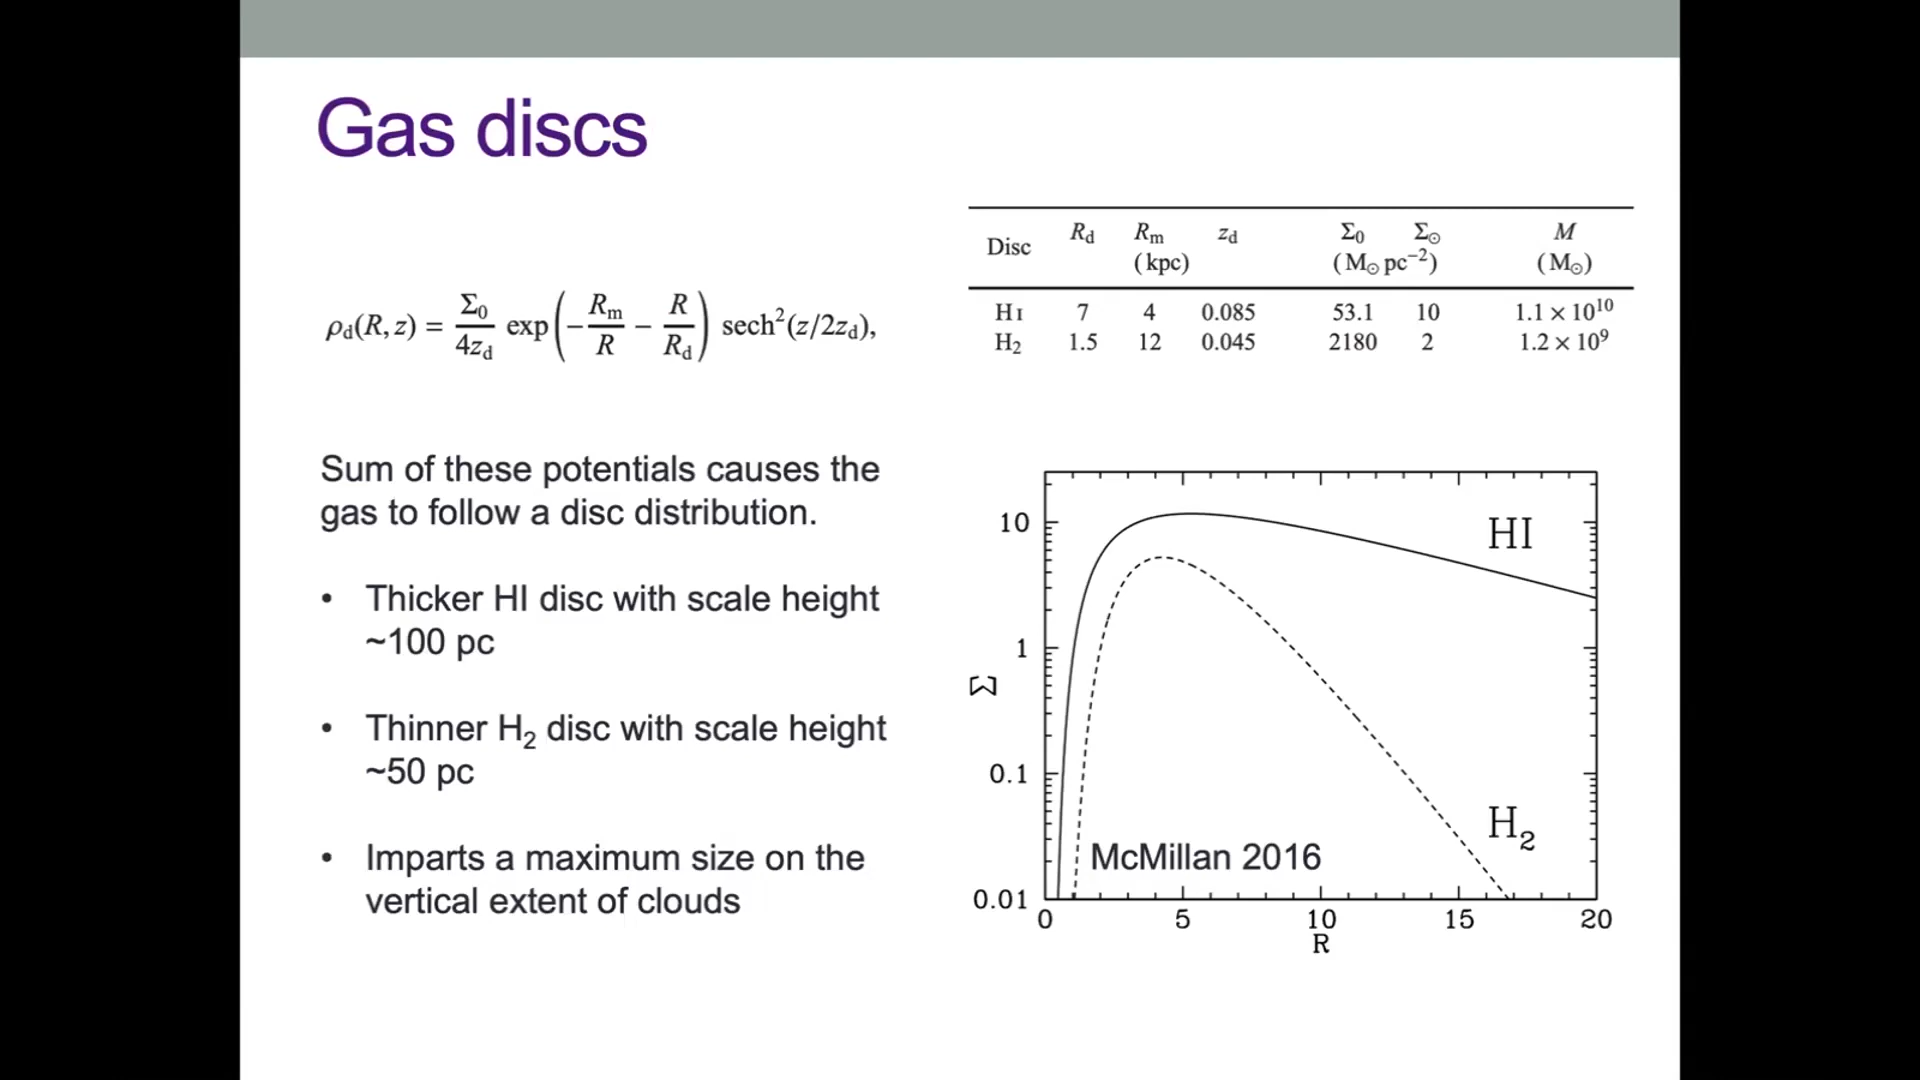 Gas discs
ρd(R, z) = Σ0/4zd exp(−Rm/R − R/Rd) sech²(z/2zd),
Disc Rd Rm zd Σ0 Σ⊙ M
(kpc) (M⊙ pc⁻²) (M⊙)
H I 7 4 0.085 53.1 10 1.1 × 10¹⁰
H₂ 1.5 12 0.045 2180 2 1.2 × 10⁹
Sum of these potentials causes the
gas to follow a disc distribution.
• Thicker HI disc with scale height
~100 pc
• Thinner H₂ disc with scale height
~50 pc
• Imparts a maximum size on the
vertical extent of clouds
10
1
0.1
0.01
Σ
HI
H₂
McMillan 2016
0 5 10 15 20
R